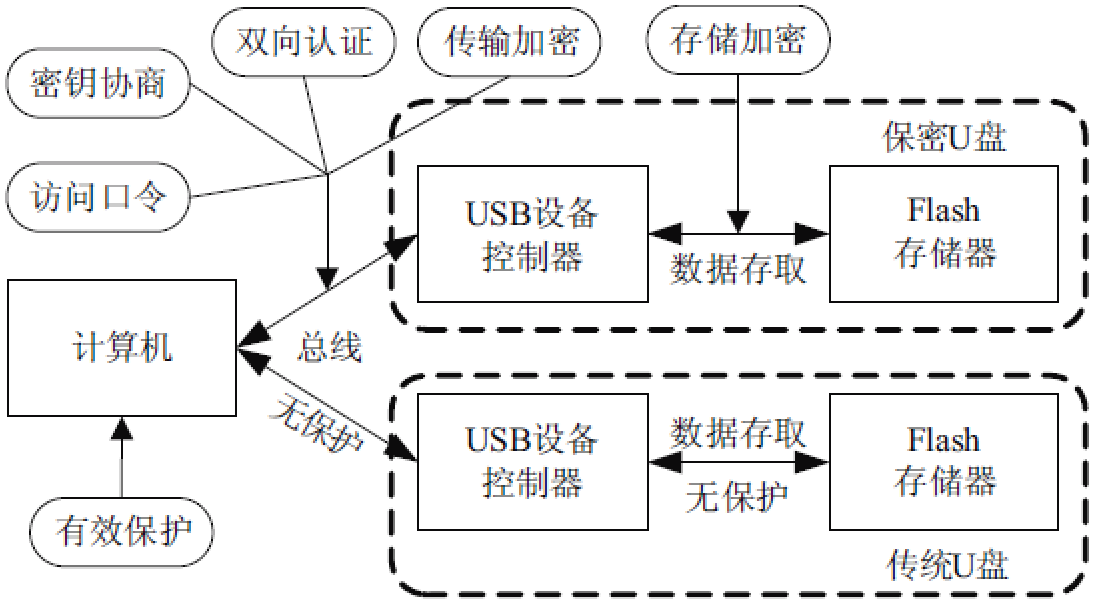 双向认证
传输加密
存储加密
密钥协商
访问口令
保密U盘
USB设备
控制器
数据存取
Flash
存储器
计算机
总线
无保护
USB设备
控制器
数据存取
无保护
Flash
存储器
有效保护
传统U盘